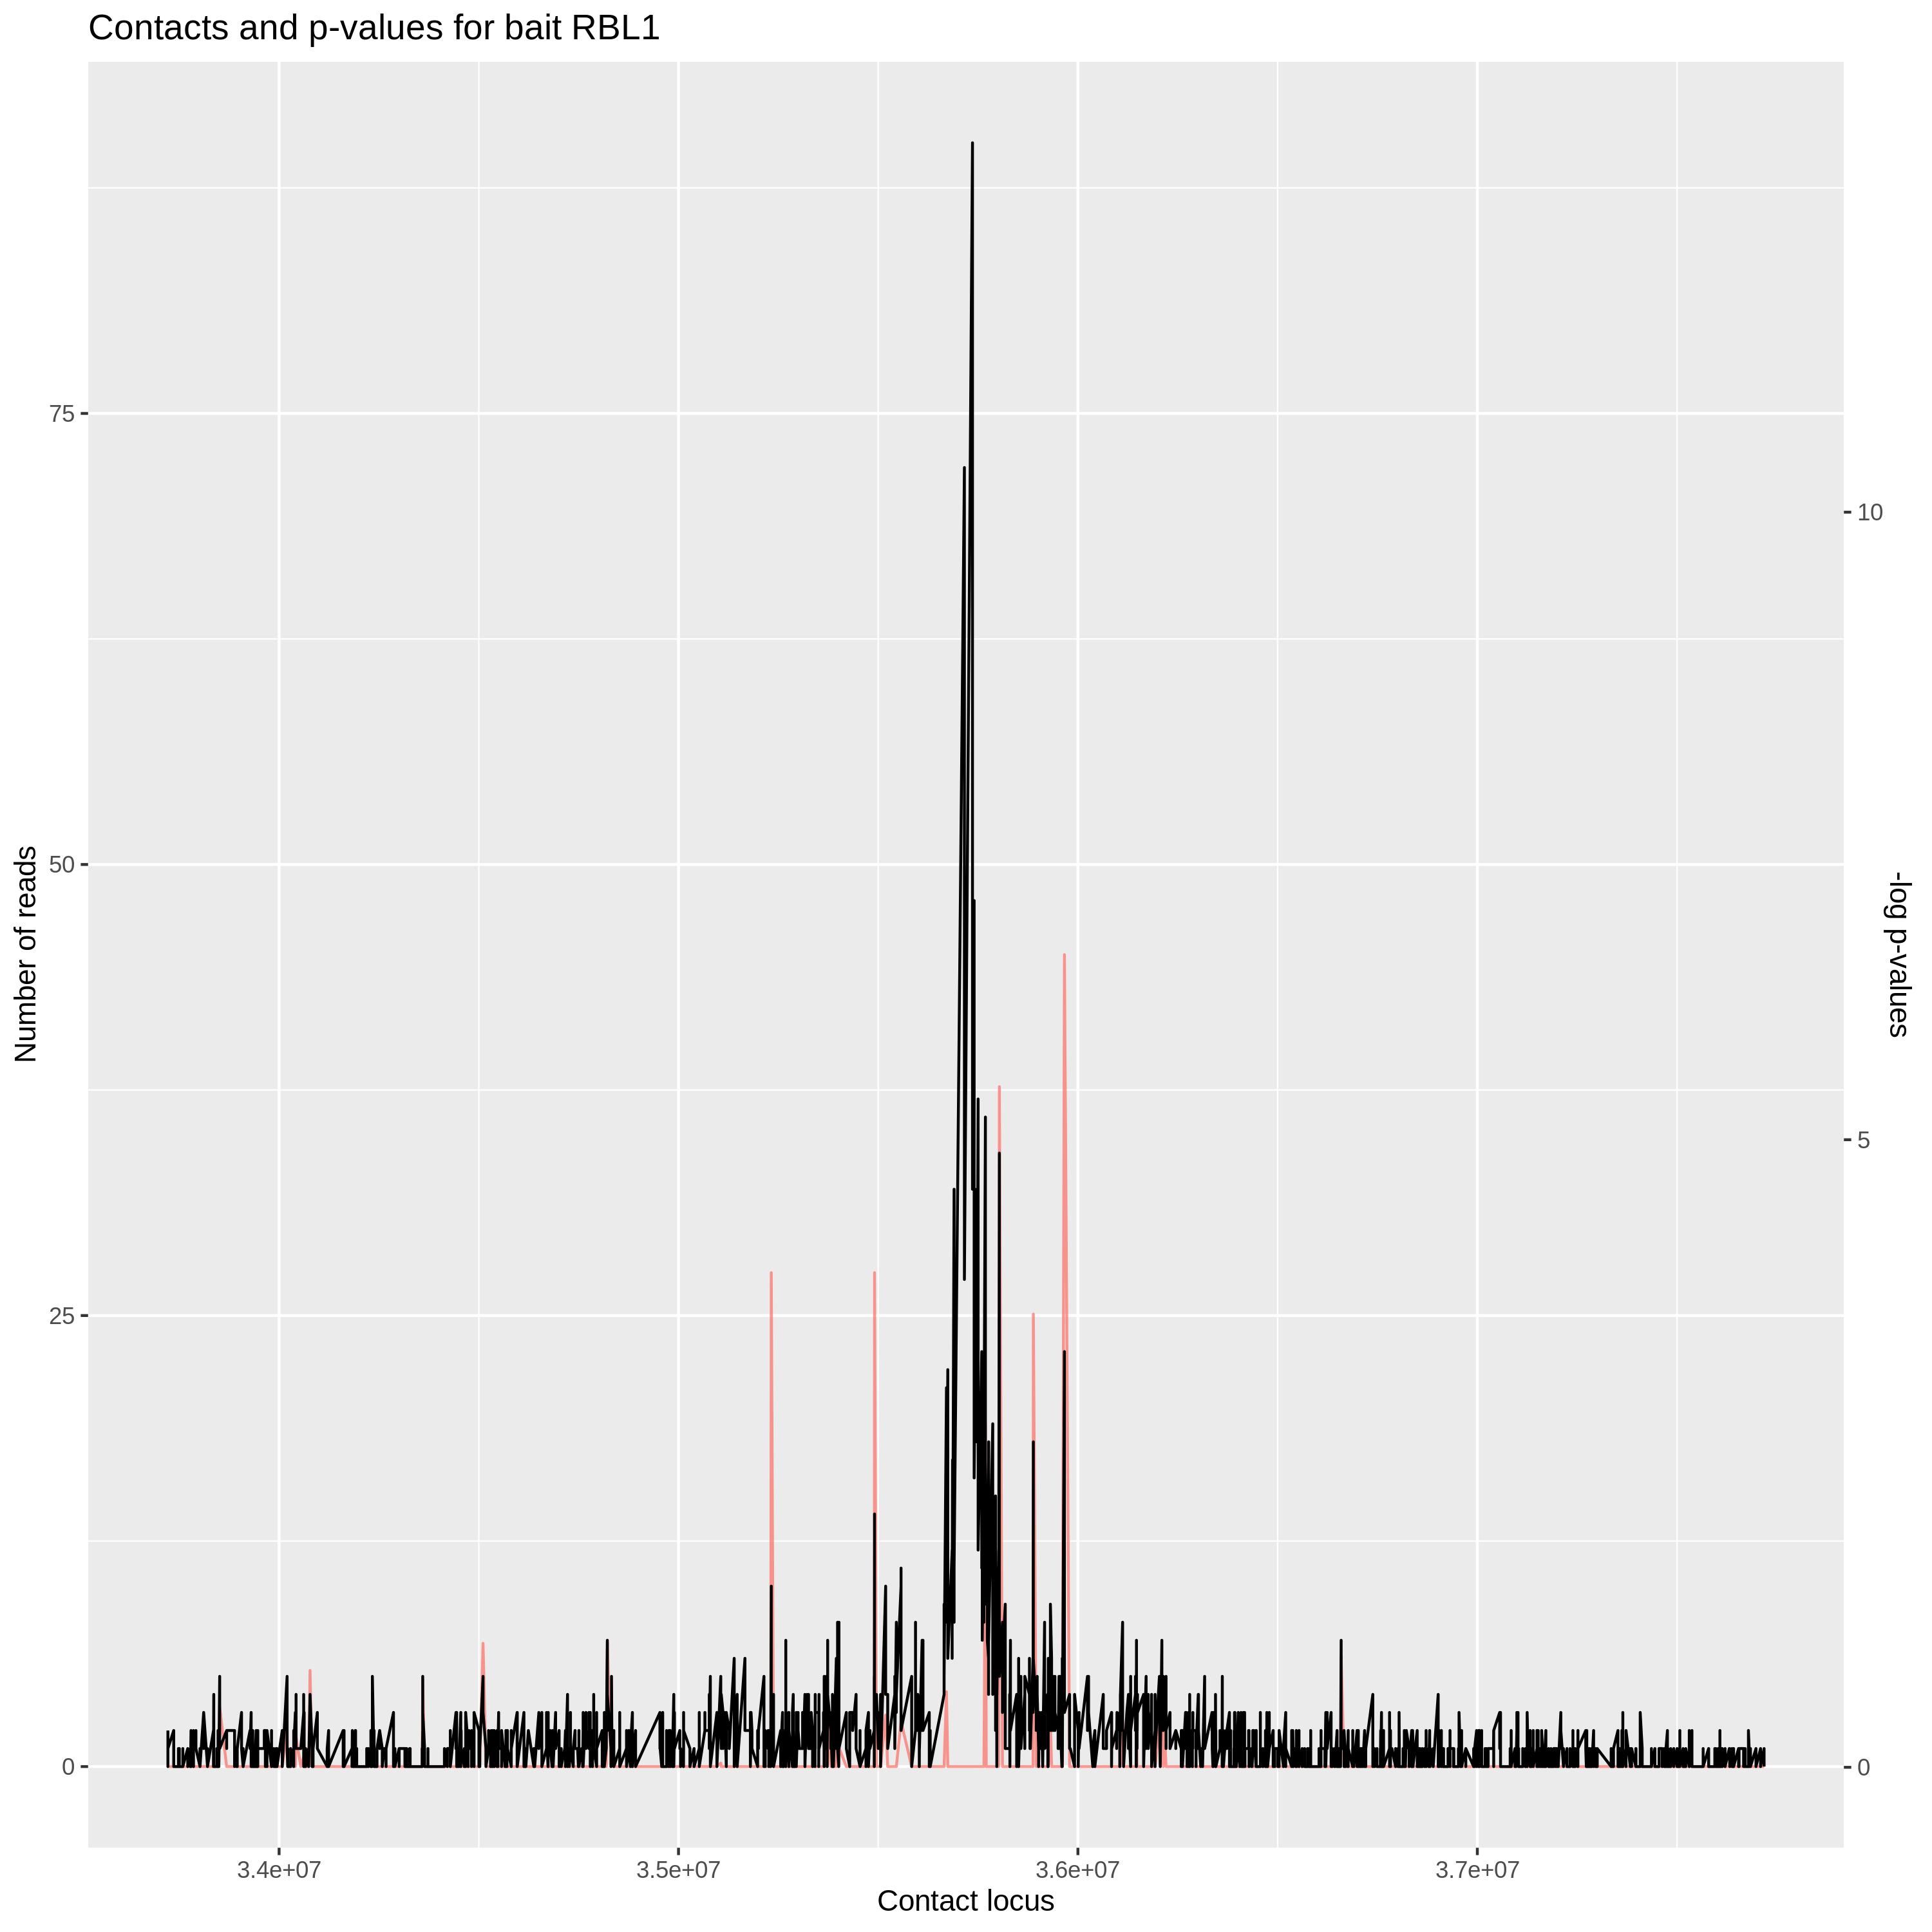 Contacts and p-values for bait RBL1
75
50
25
0
10
5
0
Number of reads
-log p-values
3.4e+07
3.5e+07
3.6e+07
3.7e+07
Contact locus